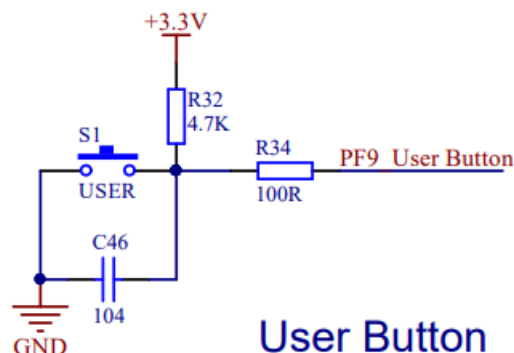 +3.3V
R32
4.7K
S1
USER
R34
PF9 User Button
100R
C46
104
GND
User Button